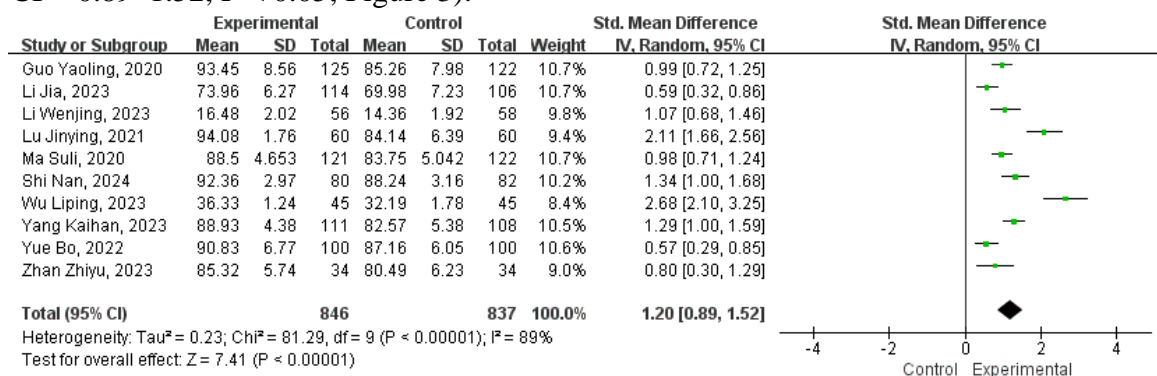 Experimental Control Std. Mean Difference Std. Mean Difference
Study or Subgroup Mean SD Total Mean SD Total Weight IV, Random, 95% CI IV, Random, 95% CI
Guo Yaoling, 2020 93.45 8.56 125 85.26 7.98 122 10.7% 0.99 [0.72, 1.25]
Li Jia, 2023 73.96 6.27 114 69.98 7.23 106 10.7% 0.59 [0.32, 0.86]
Li Wenjing, 2023 16.48 2.02 56 14.36 1.92 58 9.8% 1.07 [0.68, 1.46]
Lu Jinying, 2021 94.08 1.76 60 84.14 6.39 60 9.4% 2.11 [1.66, 2.56]
Ma Suli, 2020 88.5 4.653 121 83.75 5.042 122 10.7% 0.98 [0.71, 1.24]
Shi Nan, 2024 92.36 2.97 80 88.24 3.16 82 10.2% 1.34 [1.00, 1.68]
Wu Liping, 2023 36.33 1.24 45 32.19 1.78 45 8.4% 2.68 [2.10, 3.25]
Yang Kaihan, 2023 88.93 4.38 111 82.57 5.38 108 10.5% 1.29 [1.00, 1.59]
Yue Bo, 2022 90.83 6.77 100 87.16 6.05 100 10.6% 0.57 [0.29, 0.85]
Zhan Zhiyu, 2023 85.32 5.74 34 80.49 6.23 34 9.0% 0.80 [0.30, 1.29]
Total (95% CI) 846 837 100.0% 1.20 [0.89, 1.52]
Heterogeneity: Tau² = 0.23; Chi² = 81.29, df = 9 (P < 0.00001); I² = 89%
Test for overall effect: Z = 7.41 (P < 0.00001)
-4 -2 0 2 4
Control Experimental